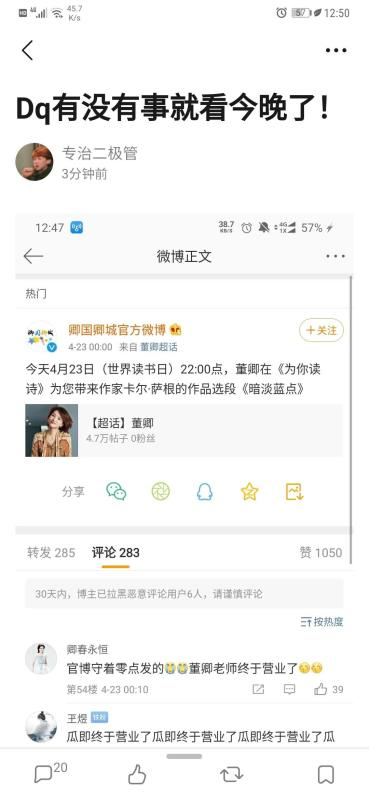 HD 4G 45.7 K/s 57 12:50
Dq有没有事就看今晚了！
专治二极管
3分钟前
12:47 38.7 KB/S 4G 1X 57%
微博正文
热门
卿国卿城官方微博
+关注
4-23 00:00 来自 董卿超话
今天4月23日（世界读书日）22:00点，董卿在《为你读
诗》为您带来作家卡尔·萨根的作品选段《暗淡蓝点》
【超话】董卿
4.7万帖子 0粉丝
分享
转发 285 评论 283 赞 1050
30天内，博主已拉黑恶意评论用户6人，请谨慎评论
按热度
卿春永恒
官博守着零点发的😭😭董卿老师终于营业了😏😏
第54楼 4-23 00:10 39
王煜 铁粉
瓜即终于营业了瓜即终于营业了瓜即终于营业了瓜
20